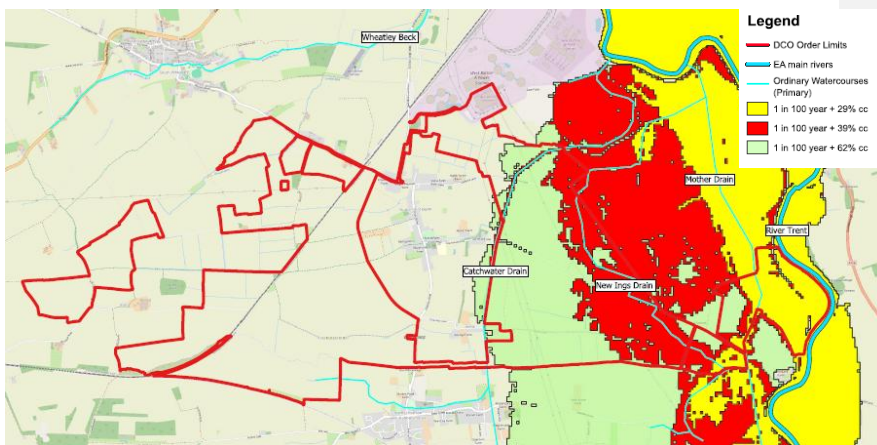 Wheatley Beck
Legend
DCO Order Limits
EA main rivers
Ordinary Watercourses
(Primary)
1 in 100 year + 29% cc
1 in 100 year + 39% cc
1 in 100 year + 62% cc
Mother Drain
River Trent
Catchwater Drain
New Ings Drain